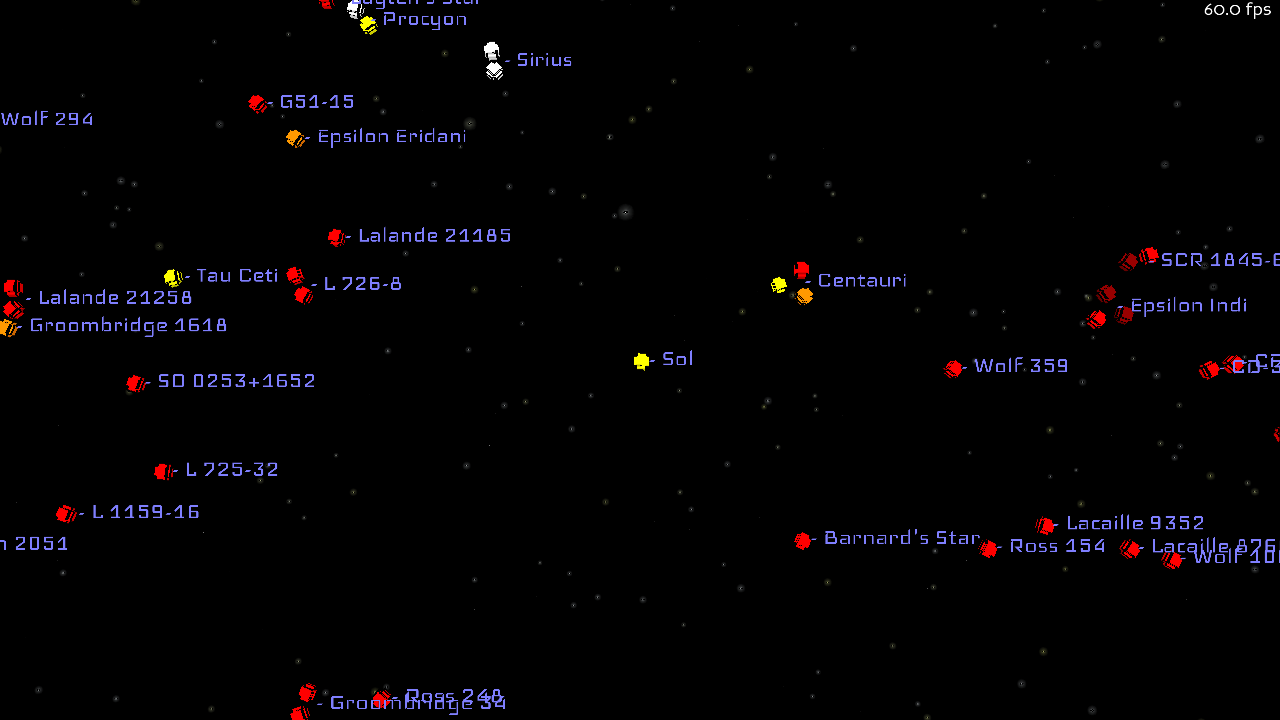 Luyten's Star
60.0 fps
Procyon
Sirius
G51-15
Wolf 294
Epsilon Eridani
Lalande 21185
SCR 1845-6
Tau Ceti
L 726-8
Centauri
Lalande 21258
Epsilon Indi
Groombridge 1618
Sol
Wolf 359
SO 0253+1652
L 725-32
L 1159-16
Lacaille 9352
Barnard's Star
Ross 154
n 2051
Lacaille 876
Wolf 10
Ross 248
Groombridge 34